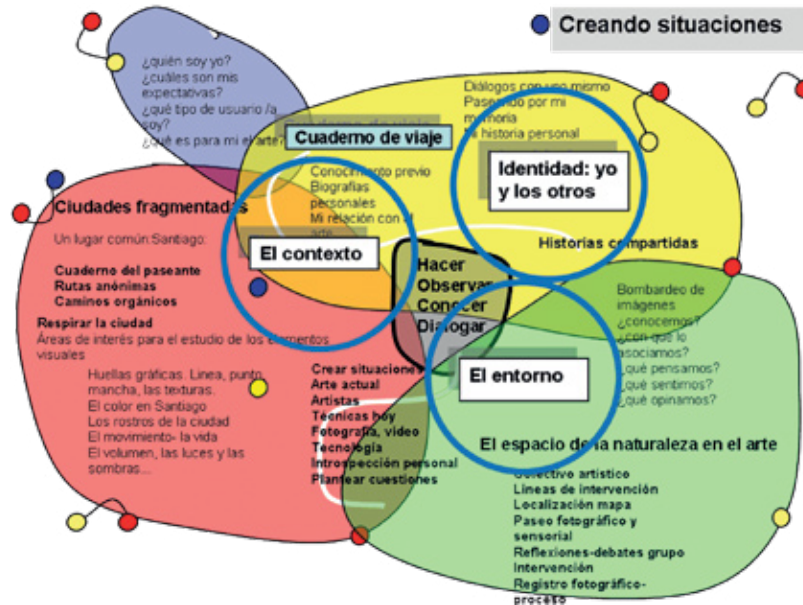 Creando situaciones
¿quién soy yo?
¿cuáles son mis
expectativas?
¿qué tipo de usuario /a
soy?
¿qué es para mi el arte?
Diálogos con uno mismo
Paseando por mi
memoria
historia personal
Cuaderno de viaje
Identidad: yo
y los otros
Conocimiento previo
Biografías
personales
Mi relación con el
arte
Ciudades fragmentadas
Un lugar común:Santiago:
El contexto
Historias compartidas
Cuaderno del paseante
Rutas anónimas
Caminos orgánicos
Hacer
Observar
Conocer
Dialogar
Respirar la ciudad
Áreas de interés para el estudio de los elementos
visuales
Bombardeo de
imágenes
¿conocemos?
¿con qué lo
asociamos?
¿qué pensamos?
¿qué sentimos?
¿qué opinamos?
El entorno
Huellas gráficas. Linea, punto,
mancha, las texturas.
El color en Santiago
Los rostros de la ciudad
El movimiento- la vida
El volumen, las luces y las
sombras...
Crear situaciones
Arte actual
Artistas
Técnicas hoy
Fotografía, video
Tecnología
Introspección personal
Plantear cuestiones
El espacio de la naturaleza en el arte
Colectivo artístico
Lineas de intervención
Localización mapa
Paseo fotográfico y
sensorial
Reflexiones-debates grupo
Intervención
Registro fotográfico-
proceso